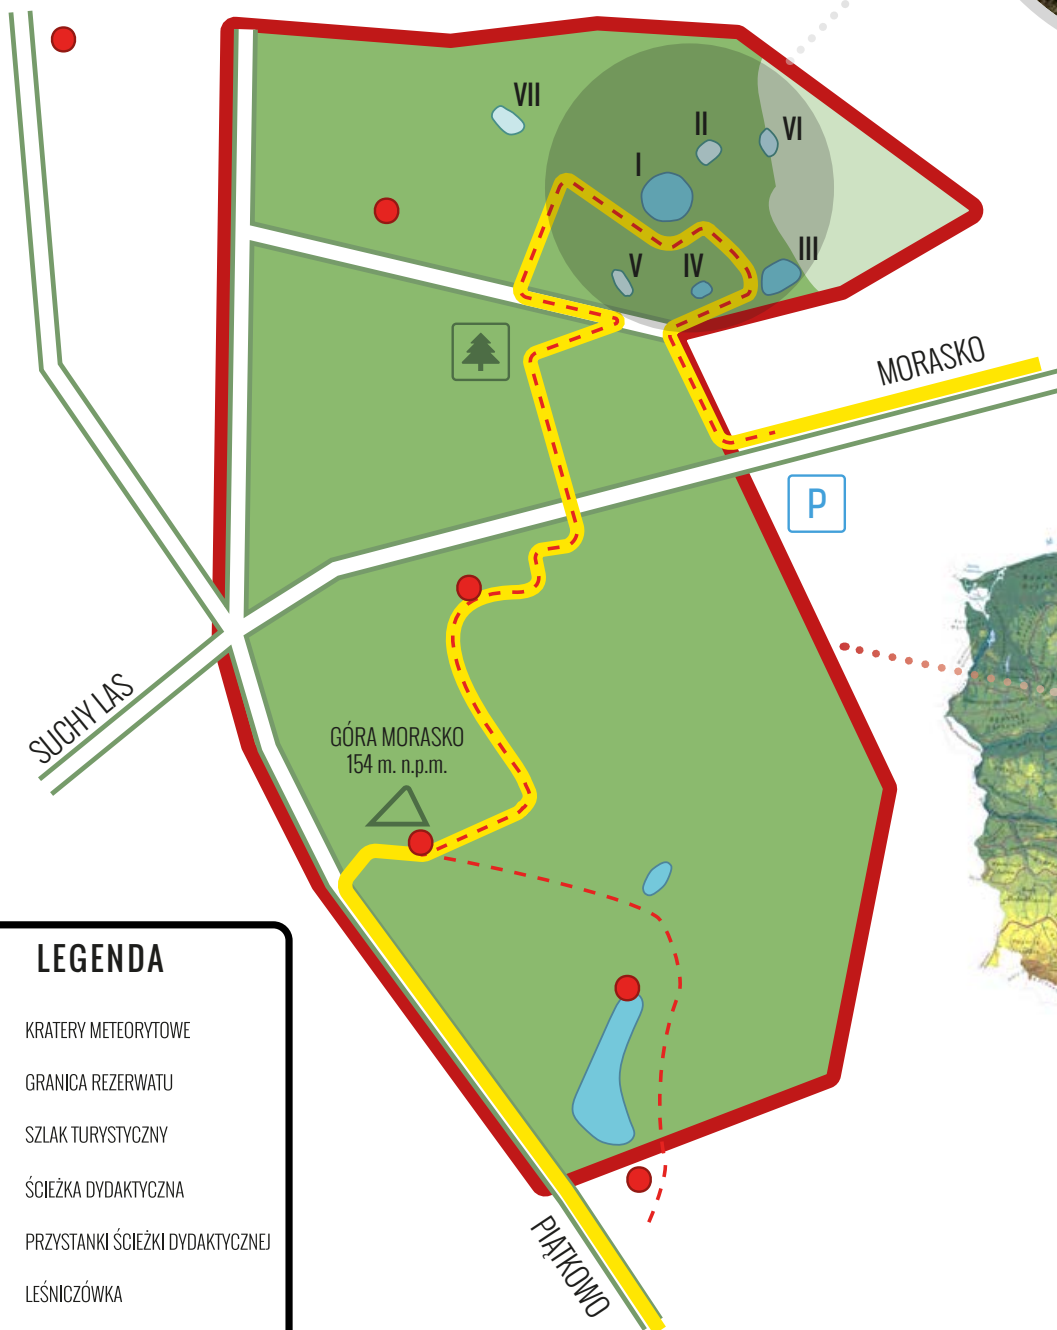 VII
II
VI
I
III
V
IV
MORASKO
P
SUCHY LAS
GÓRA MORASKO
154 m. n.p.m.
LEGENDA
KRATERY METEORYTOWE
GRANICA REZERWATU
SZLAK TURYSTYCZNY
ŚCIEŻKA DYDAKTYCZNA
PRZYSTANKI ŚCIEŻKI DYDAKTYCZNEJ
LEŚNICZÓWKA
PIĄTKOWO